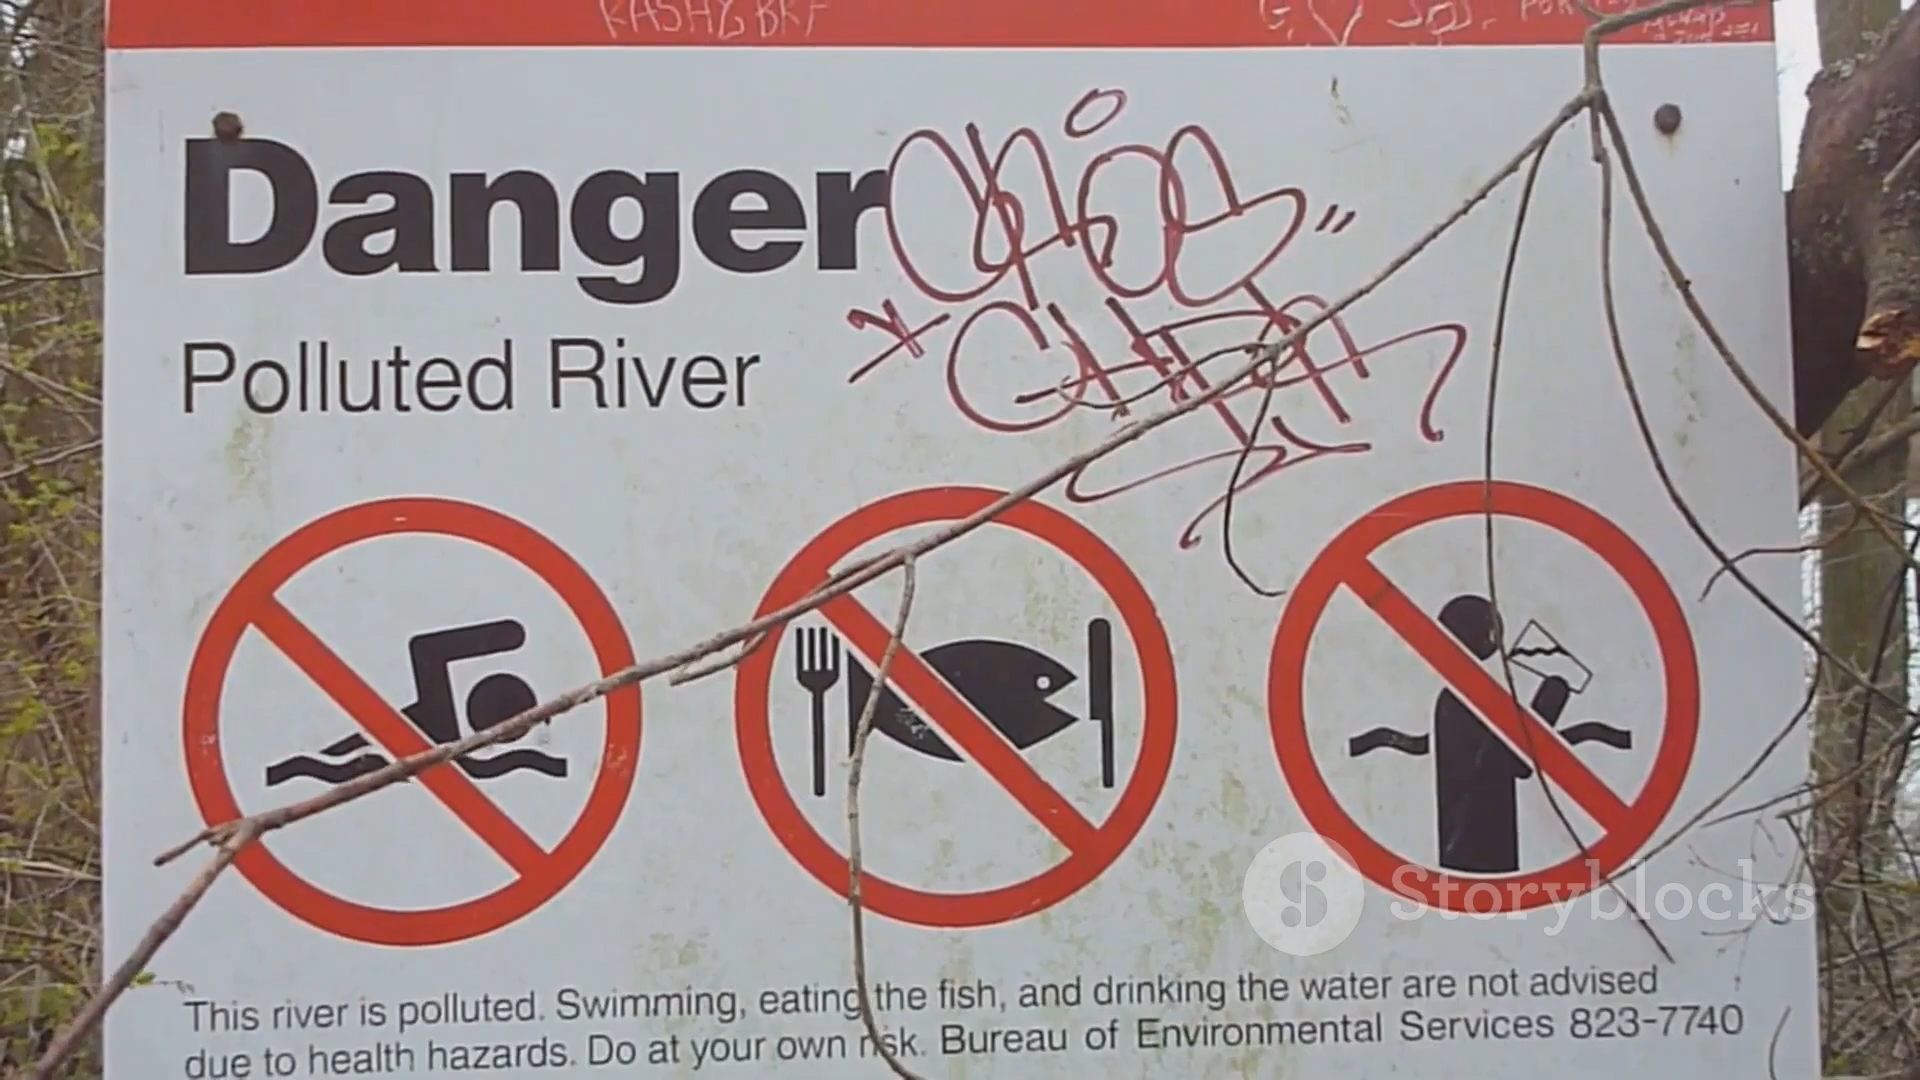 Danger
Polluted River
This river is polluted. Swimming, eating the fish, and drinking the water are not advised
due to health hazards. Do at your own risk. Bureau of Environmental Services 823-7740
Storyblocks